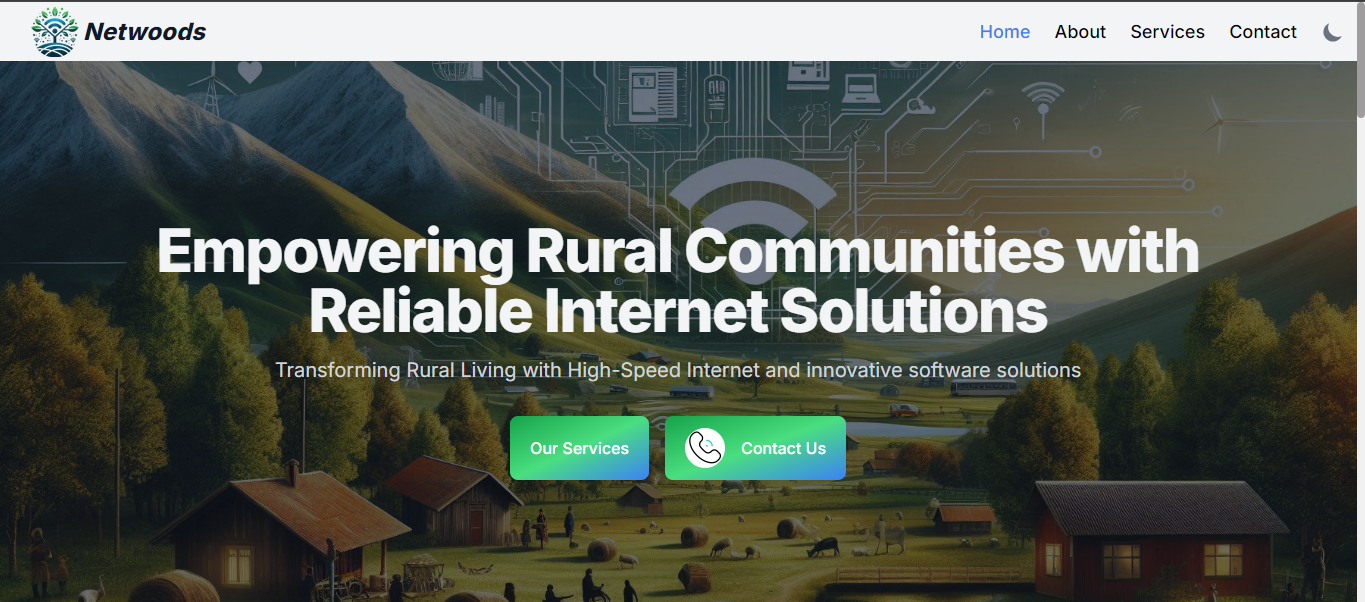 Netwoods
Home About Services Contact
Empowering Rural Communities with
Reliable Internet Solutions
Transforming Rural Living with High-Speed Internet and innovative software solutions
Our Services
Contact Us